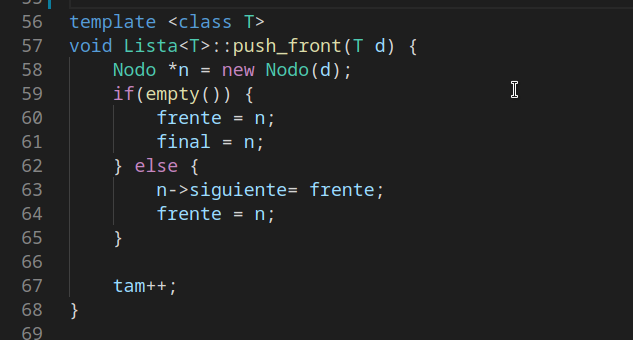 56 template <class T>
57 void Lista<T>::push_front(T d) {
58     Nodo *n = new Nodo(d);
59     if(empty()) {
60         frente = n;
61         final = n;
62     } else {
63         n->siguiente= frente;
64         frente = n;
65     }
66
67     tam++;
68 }
69